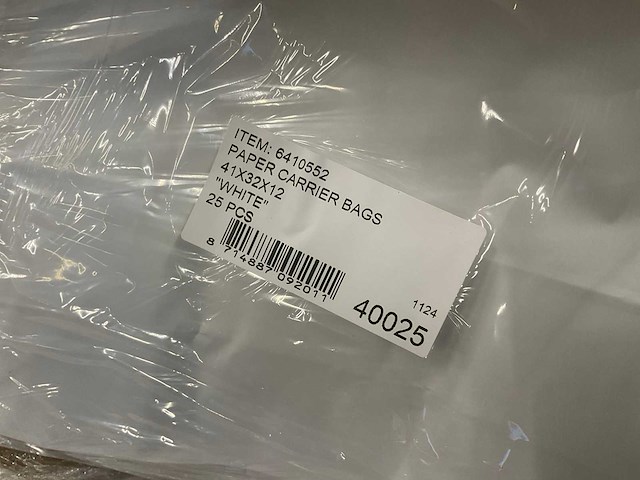 ITEM: 6410552
PAPER CARRIER BAGS
41X32X12
"WHITE"
25 PCS
8 714887 092011
1124
40025